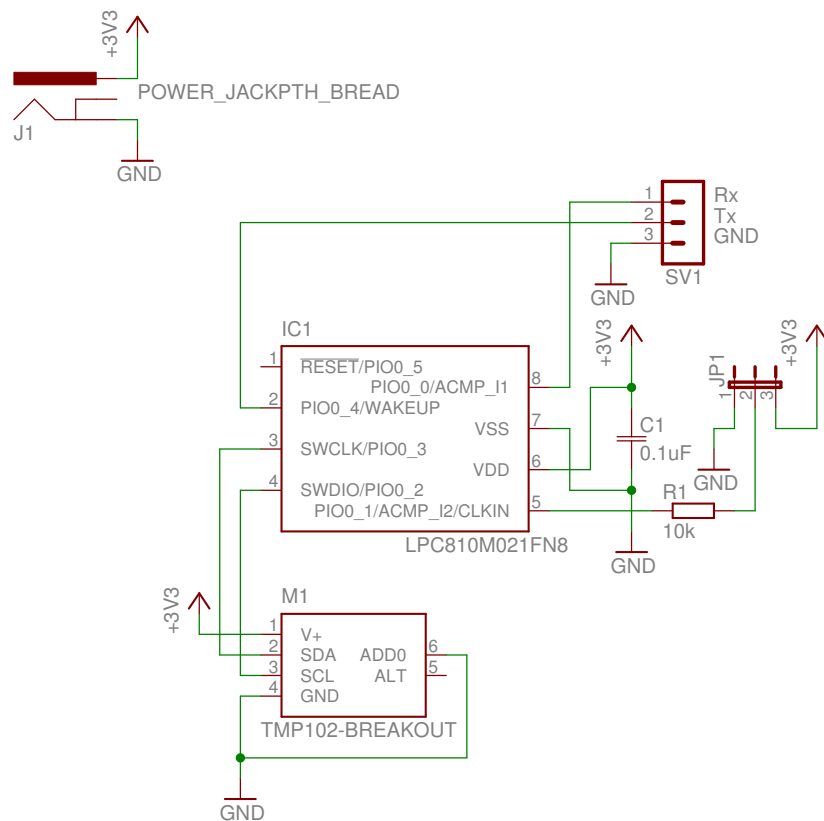 +3V3
POWER_JACKPTH_BREAD
J1
GND
1 Rx
2 Tx
3 GND
SV1
GND
IC1
+3V3
+3V3
JP1
1 2 3
1 RESET/PIO0_5
PIO0_0/ACMP_I1 8
2 PIO0_4/WAKEUP
VSS 7
C1
0.1uF
3 SWCLK/PIO0_3
VDD 6
GND
4 SWDIO/PIO0_2
R1
PIO0_1/ACMP_I2/CLKIN 5
10k
LPC810M021FN8
GND
M1
+3V3
1 V+
2 SDA ADD0 6
3 SCL ALT 5
4 GND
TMP102-BREAKOUT
GND